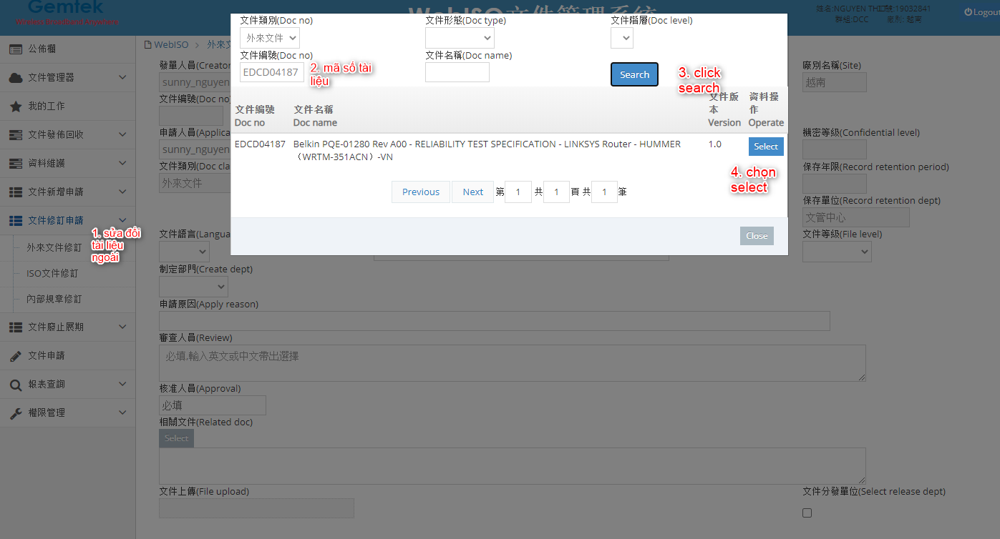 Gemtek
Wireless Broadband Anywhere
WebISO文件管理系統
姓名:NGUYEN THI
號:19032841
群組:DCC
廠別: 越南
Logout
公佈欄
文件管理器
我的工作
文件發佈回收
資料維護
文件新增申請
文件修訂申請
1. sửa đổi
tài liệu
ngoài
外來文件修訂
ISO文件修訂
內部規章修訂
文件廢止展期
文件申請
報表查詢
權限管理
WebISO
外來文
文件類別(Doc no)
文件形態(Doc type)
文件階層(Doc level)
外來文件
文件編號(Doc no)
文件名稱(Doc name)
EDCD04187
2. mã số tài
liệu
Search
3. click
search
文件編號
Doc no
文件名稱
Doc name
文件版
本
Version
資料操
作
Operate
EDCD04187
Belkin PQE-01280 Rev A00 - RELIABILITY TEST SPECIFICATION - LINKSYS Router - HUMMER
（WRTM-351ACN）-VN
1.0
Select
4. chọn
select
Previous
Next
第 1 共 1 頁 共 1 筆
Close
發單人員(Creator
廠別名稱(Site)
sunny_nguyen
越南
文件編號(Doc no
申請人員(Applica
機密等級(Confidential level)
sunny_nguyen
文件類別(Doc cla
保存年限(Record retention period)
外來文件
保存單位(Record retention dept)
文管中心
文件語言(Langua
文件等級(File level)
制定部門(Create dept)
申請原因(Apply reason)
審查人員(Review)
必填,輸入英文或中文帶出選擇
核准人員(Approval)
必填
相關文件(Related doc)
Select
文件上傳(File upload)
文件分發單位(Select release dept)